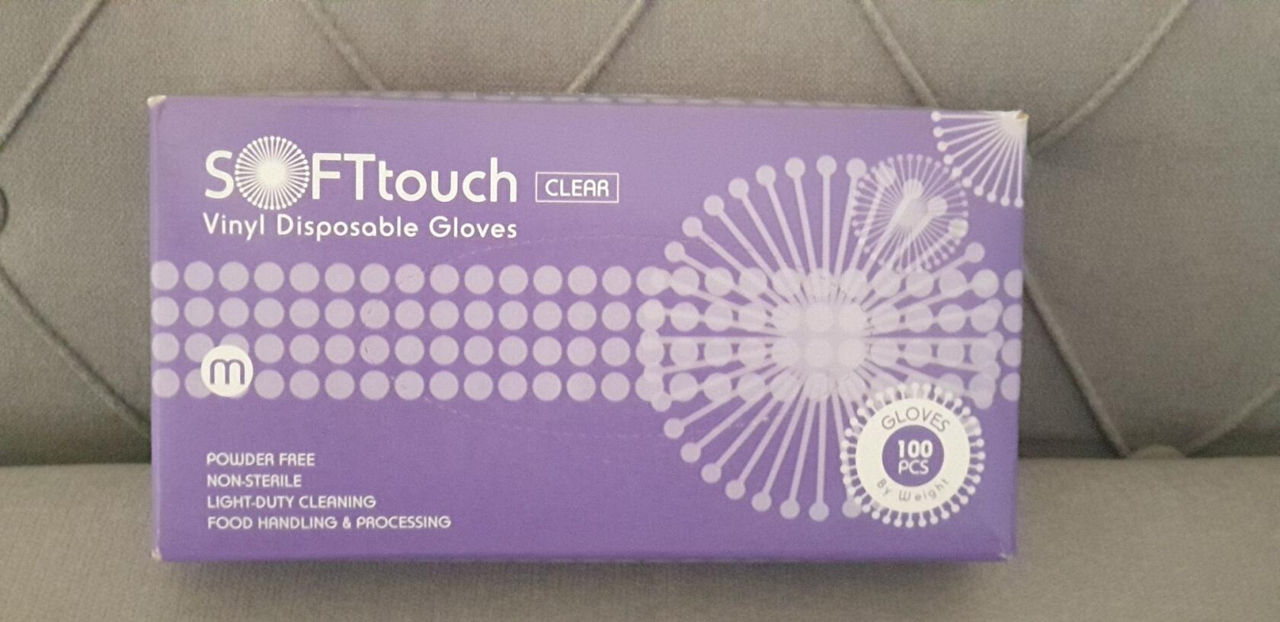 SOFTtouch CLEAR
Vinyl Disposable Gloves
m
POWDER FREE
NON-STERILE
LIGHT-DUTY CLEANING
FOOD HANDLING & PROCESSING
GLOVES
100
PCS
By Weight